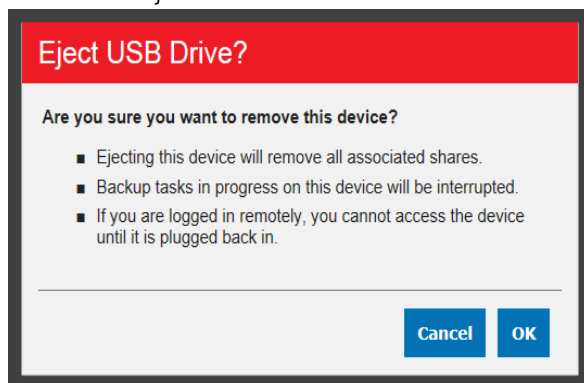 Eject USB Drive?
Are you sure you want to remove this device?
■ Ejecting this device will remove all associated shares.
■ Backup tasks in progress on this device will be interrupted.
■ If you are logged in remotely, you cannot access the device
until it is plugged back in.
Cancel OK